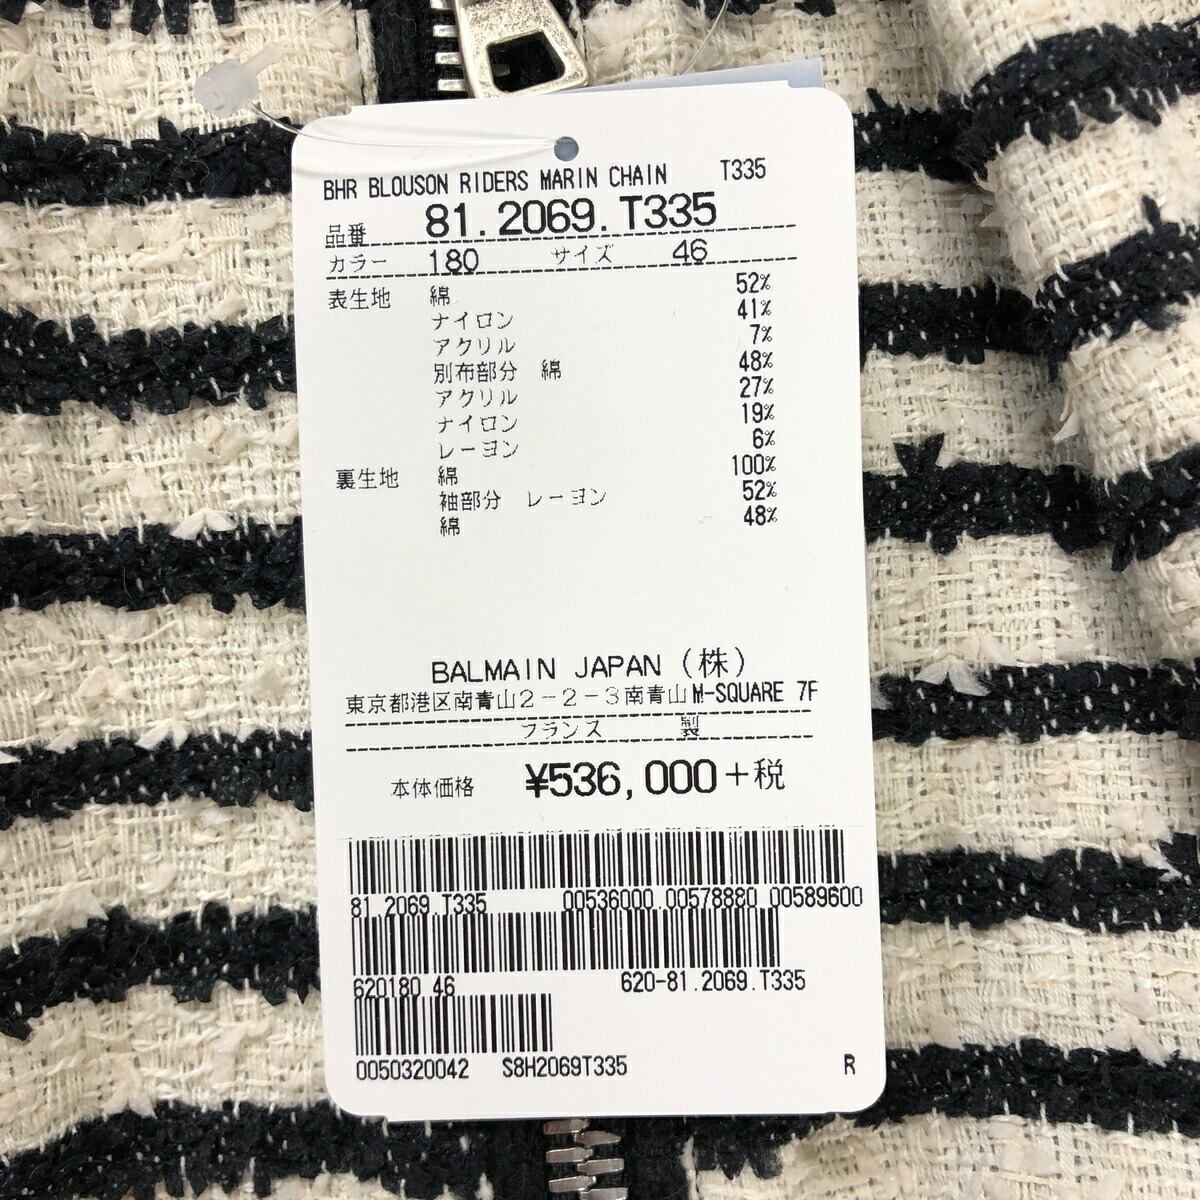 BHR BLOUSON RIDERS MARIN CHAIN T335
品番 81.2069.T335
カラー 180 サイズ 46
表生地 綿 52%
ナイロン 41%
アクリル 7%
別布部分 綿 48%
アクリル 27%
ナイロン 19%
レーヨン 6%
裏生地 綿 100%
袖部分 レーヨン 52%
綿 48%
BALMAIN JAPAN (株)
東京都港区南青山2-2-3南青山M-SQUARE 7F
フランス 製
本体価格 ¥536,000+税
81.2069.T335 00536000.00578880.00589600
620180 46 620-81.2069.T335
0050320042 S8H2069T335 R